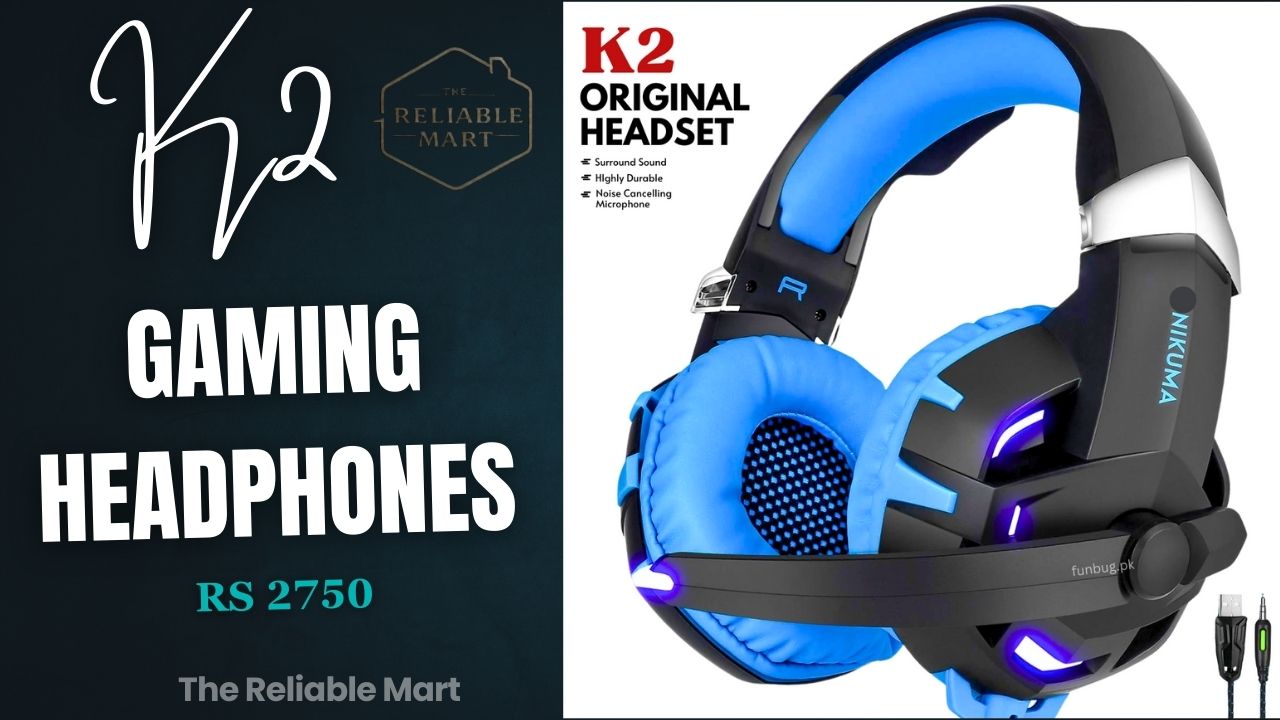 K2
THE
RELIABLE
MART
GAMING
HEADPHONES
RS 2750
The Reliable Mart
K2
ORIGINAL
HEADSET
Surround Sound
HIghly Durable
Noise Cancelling
Microphone
R
NIKUMA
funbug.pk